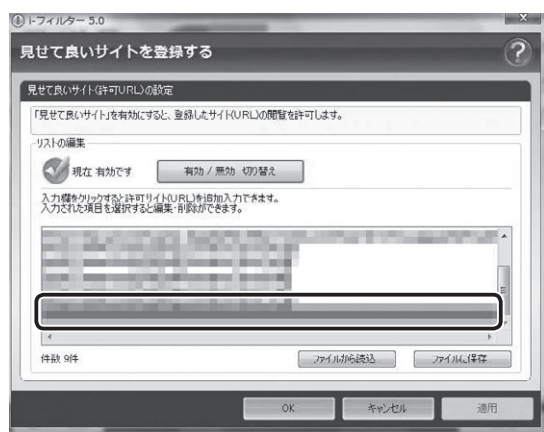 i-フィルター 5.0
見せて良いサイトを登録する
?
見せて良いサイト(許可URL)の設定
「見せて良いサイト」を有効にすると、登録したサイト(URL)の閲覧を許可します。
リストの編集
現在 有効です
有効 / 無効 切り替え
入力欄をクリックすると許可サイト(URL)を追加入力できます。
入力された項目を選択すると編集・削除ができます。
件数 9件
ファイルから読込...
ファイルに保存...
OK
キャンセル
適用